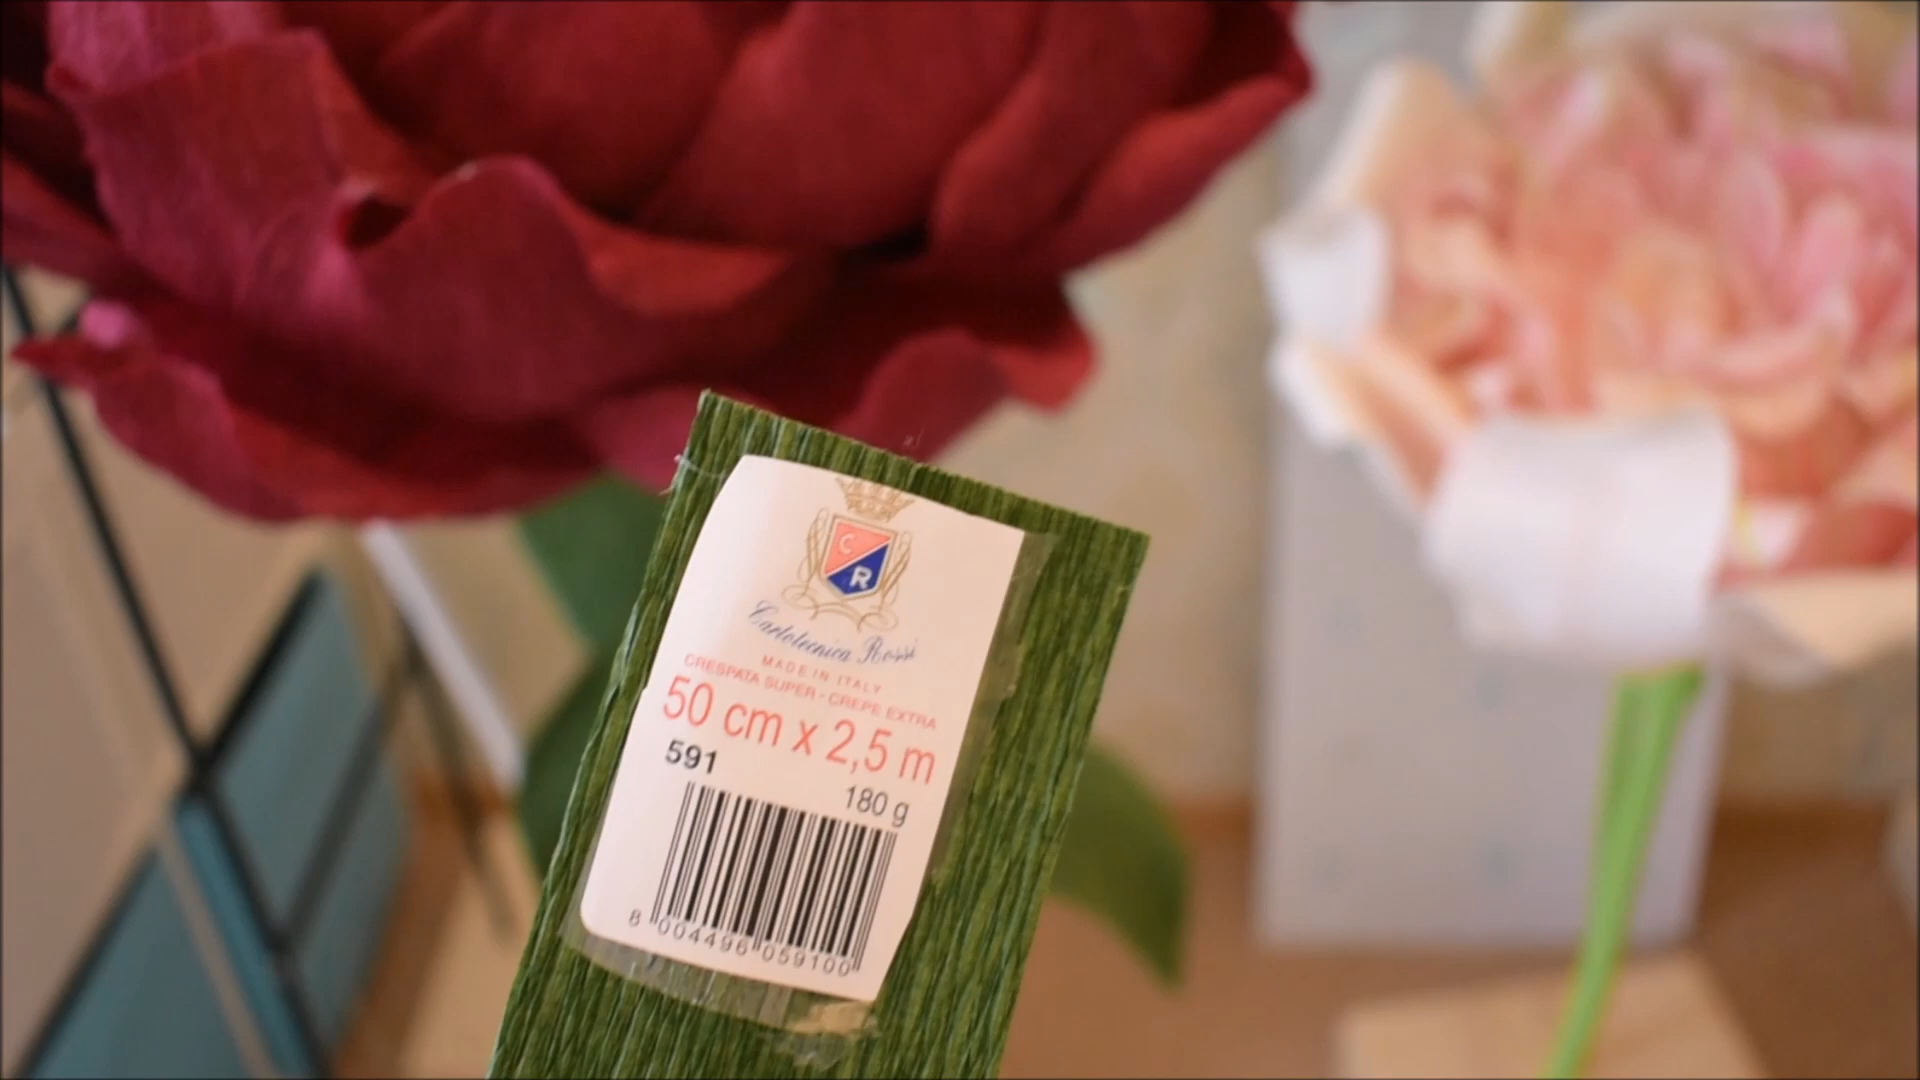 C
R
Cartotecnica Rossi
MADE IN ITALY
CRESPATA SUPER - CREPE EXTRA
50 cm x 2,5 m
591
180 g
8 004496 059100